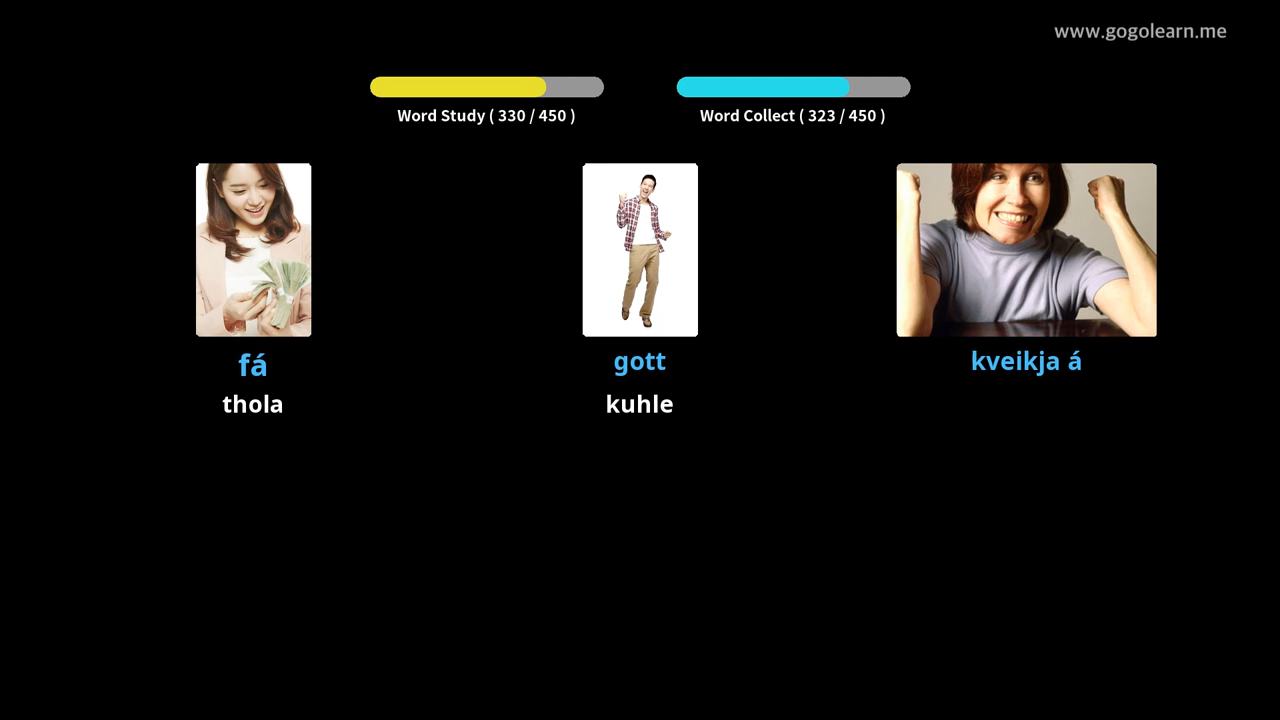 www.gogolearn.me
Word Study ( 330 / 450 )
Word Collect ( 323 / 450 )
fá
thola
gott
kuhle
kveikja á